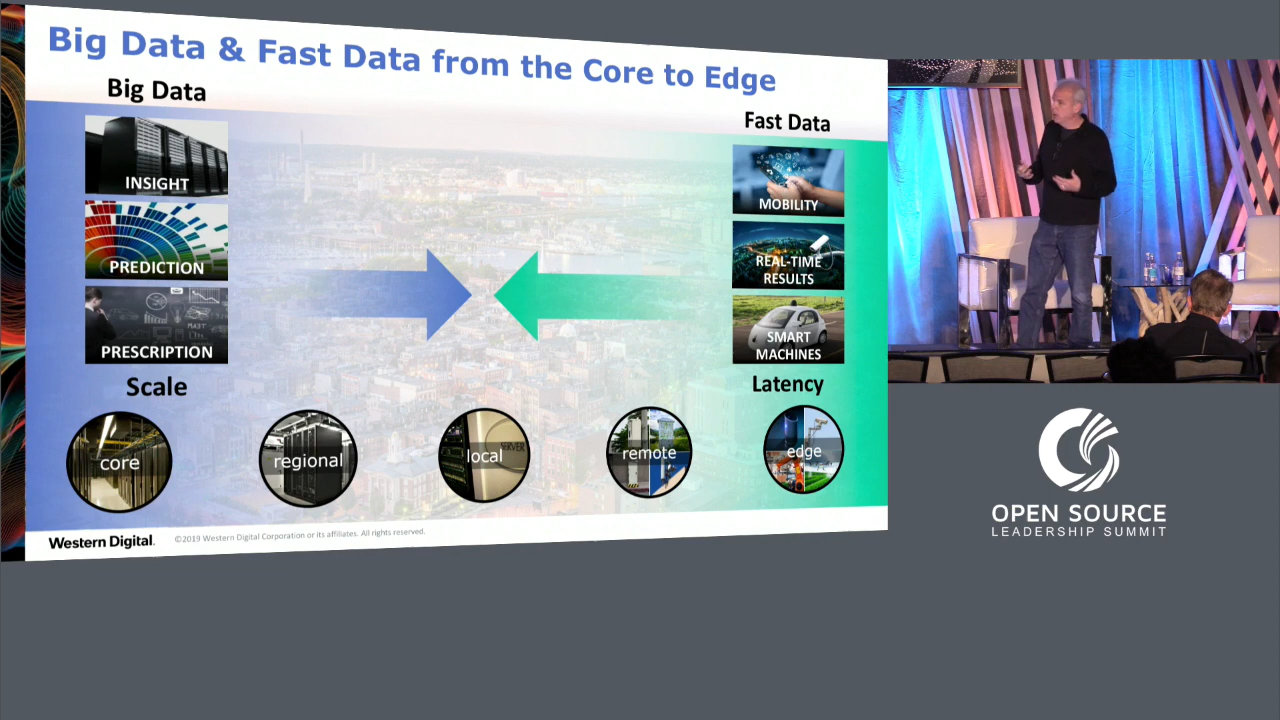 Big Data & Fast Data from the Core to Edge
Big Data
INSIGHT
PREDICTION
PRESCRIPTION
Scale
Fast Data
MOBILITY
REAL-TIME
RESULTS
SMART
MACHINES
Latency
core
regional
local
SERVER
remote
edge
Western Digital.
©2019 Western Digital Corporation or its affiliates. All rights reserved.
OPEN SOURCE
LEADERSHIP SUMMIT